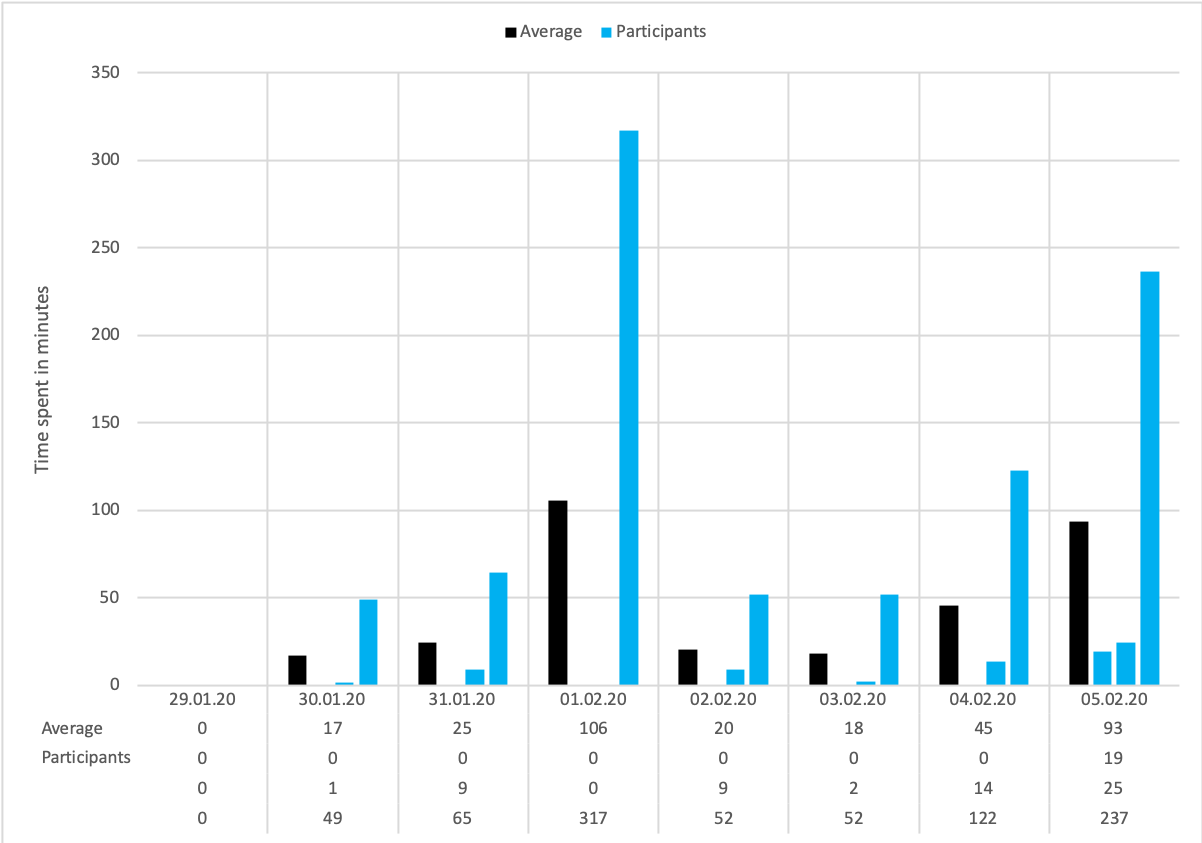 Average Participants
350
300
250
200
150
100
50
0
Time spent in minutes
29.01.20 30.01.20 31.01.20 01.02.20 02.02.20 03.02.20 04.02.20 05.02.20
Average 0 17 25 106 20 18 45 93
Participants 0 0 0 0 0 0 0 19
0 1 9 0 9 2 14 25
0 49 65 317 52 52 122 237